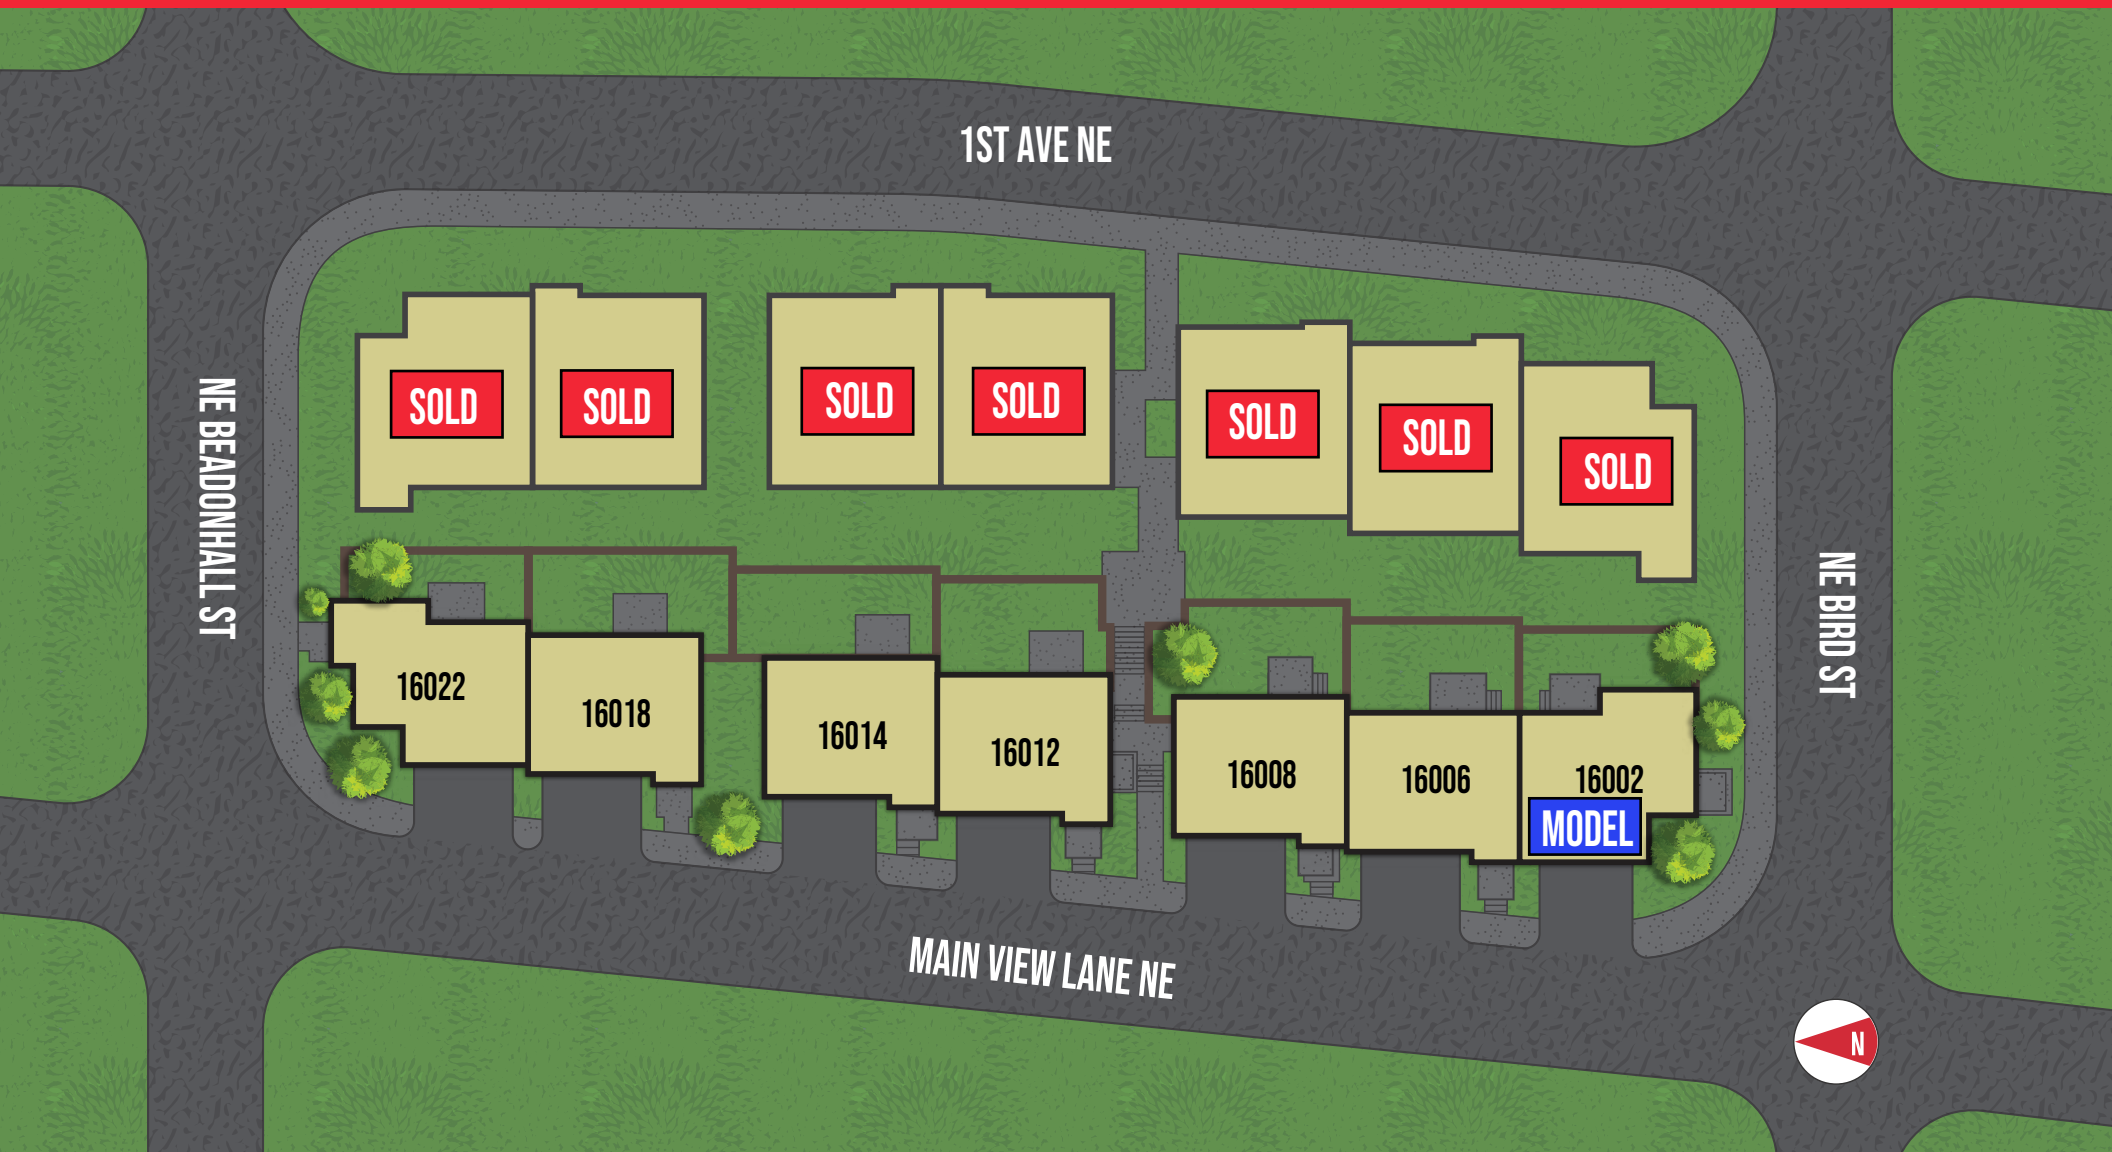 1ST AVE NE
NE BEADONHALL ST
SOLD
SOLD
SOLD
SOLD
SOLD
SOLD
SOLD
NE BIRD ST
16022
16018
16014
16012
16008
16006
16002
MODEL
MAIN VIEW LANE NE
N